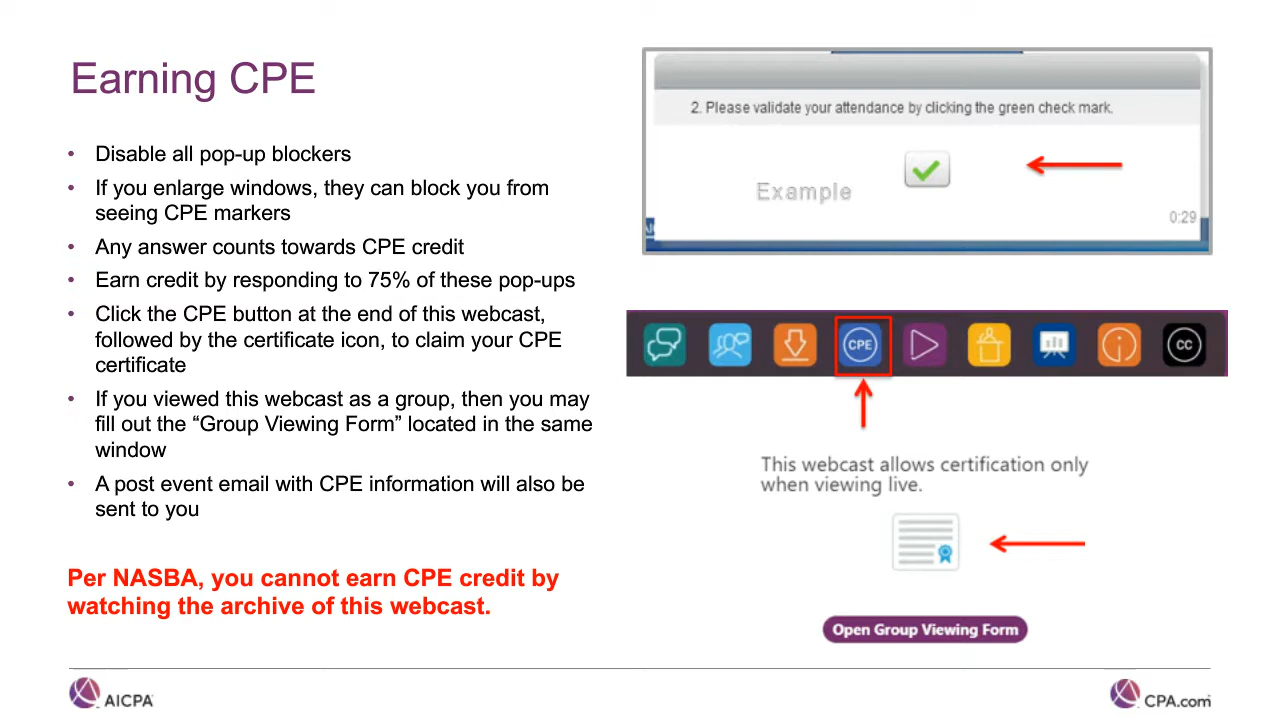 Earning CPE
• Disable all pop-up blockers
• If you enlarge windows, they can block you from
seeing CPE markers
• Any answer counts towards CPE credit
• Earn credit by responding to 75% of these pop-ups
• Click the CPE button at the end of this webcast,
followed by the certificate icon, to claim your CPE
certificate
• If you viewed this webcast as a group, then you may
fill out the “Group Viewing Form” located in the same
window
• A post event email with CPE information will also be
sent to you
Per NASBA, you cannot earn CPE credit by
watching the archive of this webcast.
2. Please validate your attendance by clicking the green check mark.
Example
0:29
CPE
CC
This webcast allows certification only
when viewing live.
Open Group Viewing Form
AICPA
CPA.com